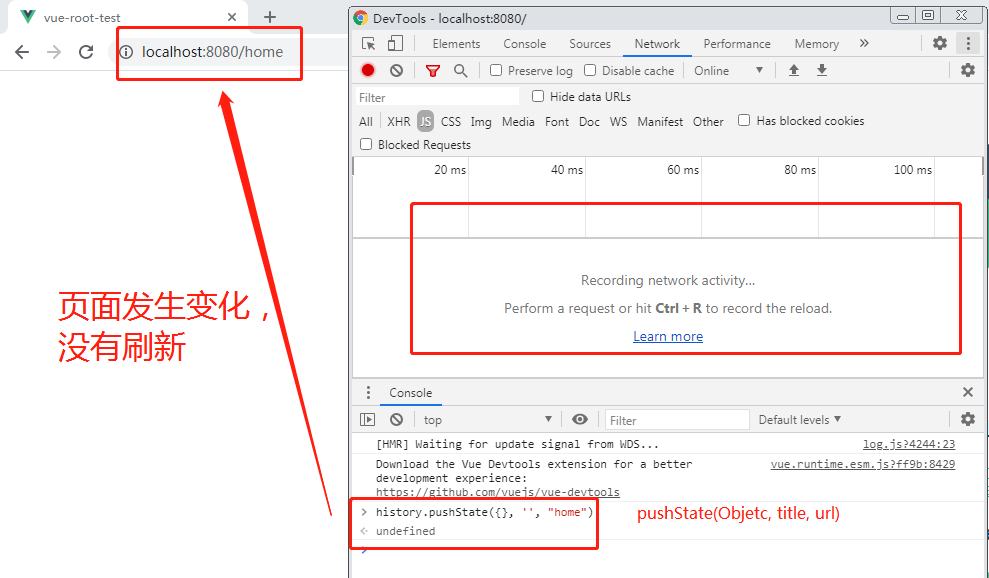 vue-root-test
DevTools - localhost:8080/
localhost:8080/home
Elements Console Sources Network Performance Memory
Preserve log Disable cache Online
Filter Hide data URLs
All XHR JS CSS Img Media Font Doc WS Manifest Other Has blocked cookies
Blocked Requests
20 ms 40 ms 60 ms 80 ms 100 ms
Recording network activity...
Perform a request or hit Ctrl + R to record the reload.
Learn more
页面发生变化，
没有刷新
Console
top Filter Default levels
[HMR] Waiting for update signal from WDS... log.js?4244:23
Download the Vue Devtools extension for a better vue.runtime.esm.js?ff9b:8429
development experience:
https://github.com/vuejs/vue-devtools
history.pushState({}, '', "home")
pushState(Objetc, title, url)
undefined